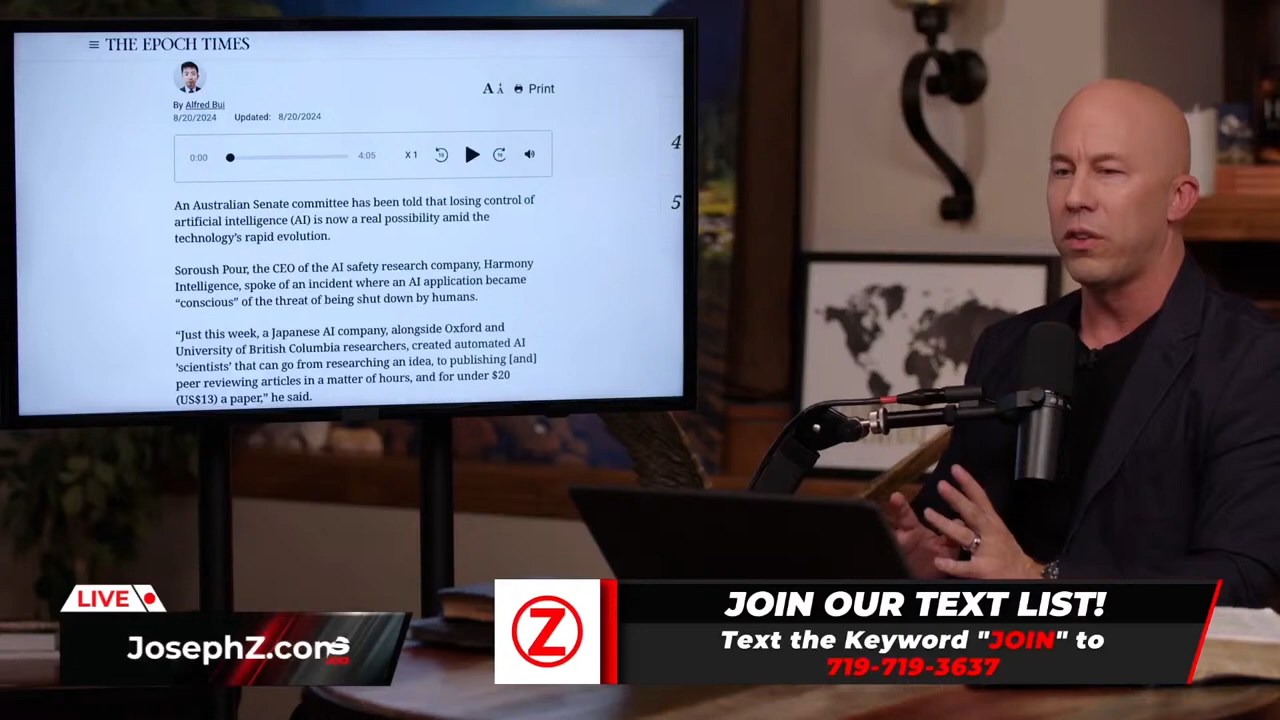 THE EPOCH TIMES
A A Print
By Alfred Bui
8/20/2024 Updated: 8/20/2024
0:00 4:05 X 1 10 10
An Australian Senate committee has been told that losing control of
artificial intelligence (AI) is now a real possibility amid the
technology's rapid evolution.
Soroush Pour, the CEO of the AI safety research company, Harmony
Intelligence, spoke of an incident where an AI application became
“conscious” of the threat of being shut down by humans.
“Just this week, a Japanese AI company, alongside Oxford and
University of British Columbia researchers, created automated AI
'scientists' that can go from researching an idea, to publishing [and]
peer reviewing articles in a matter of hours, and for under $20
(US$13) a paper,” he said.
4
5
LIVE
JosephZ.com
Z
JOIN OUR TEXT LIST!
Text the Keyword "JOIN" to
719-719-3637